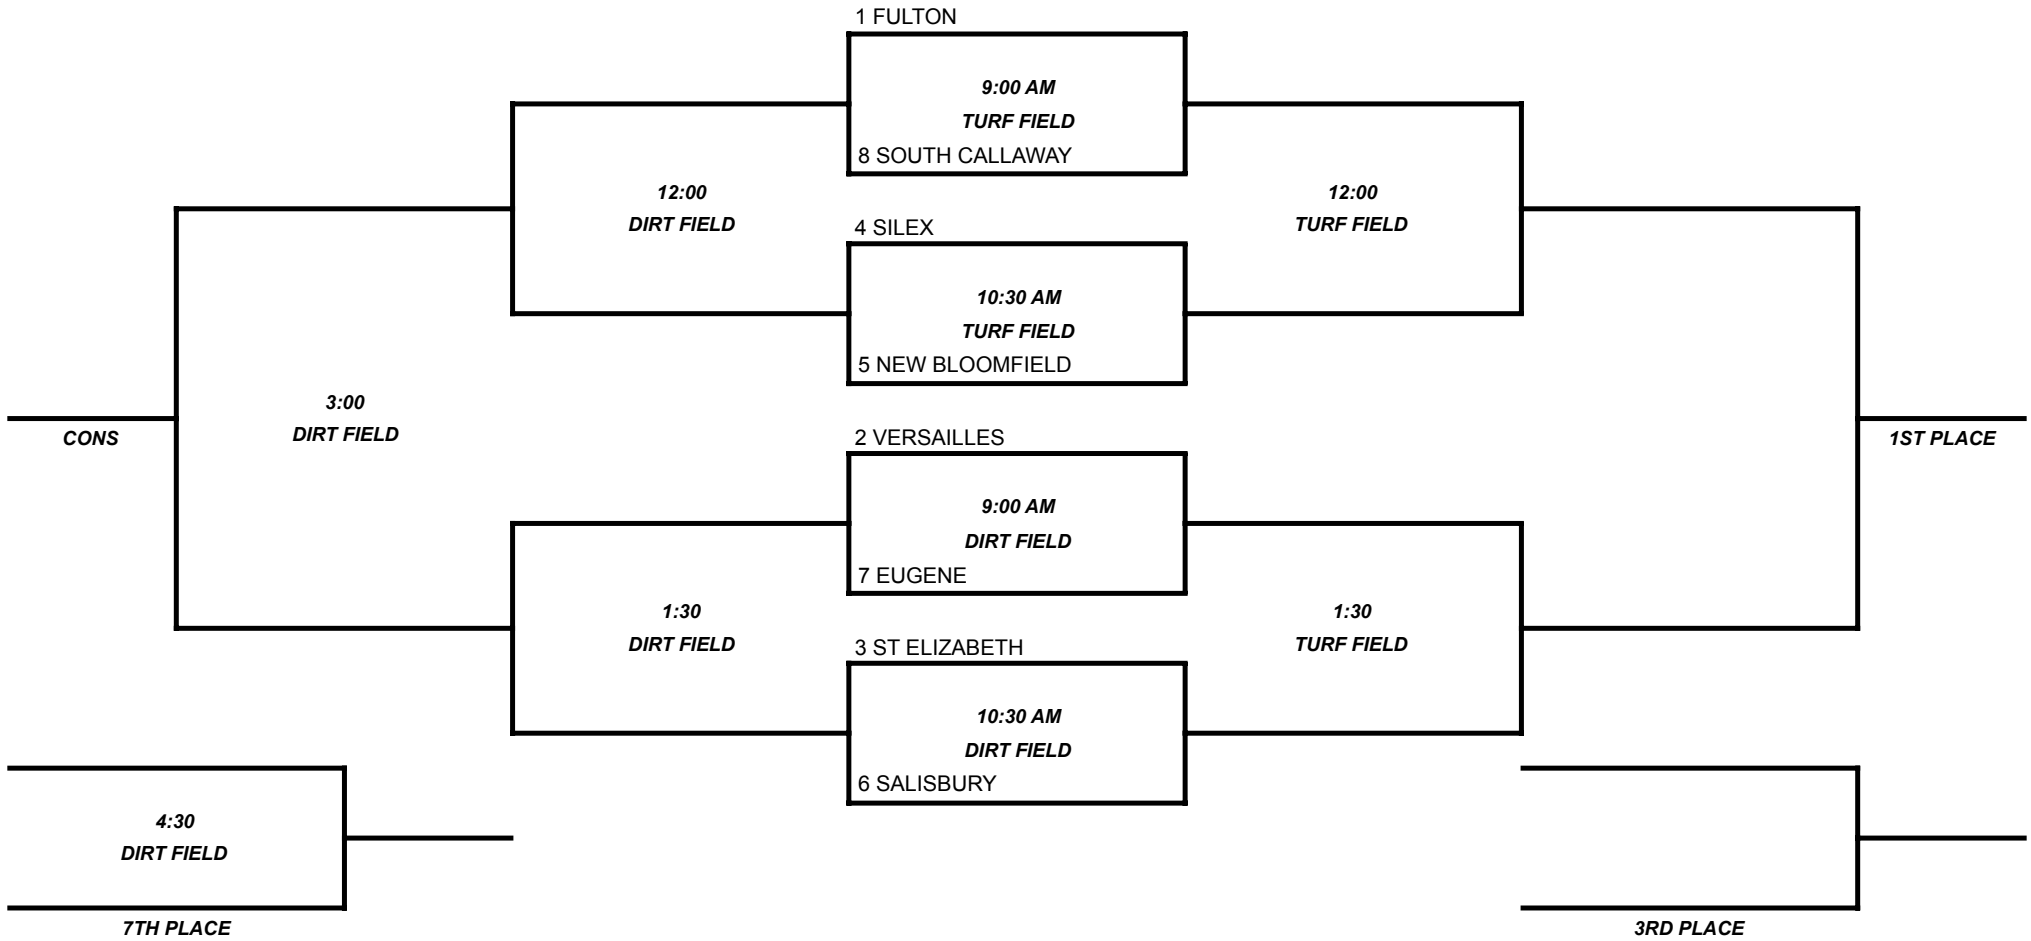 1 FULTON
9:00 AM
TURF FIELD
8 SOUTH CALLAWAY
12:00
DIRT FIELD
12:00
TURF FIELD
4 SILEX
10:30 AM
TURF FIELD
5 NEW BLOOMFIELD
3:00
DIRT FIELD
CONS
1ST PLACE
2 VERSAILLES
9:00 AM
DIRT FIELD
7 EUGENE
1:30
DIRT FIELD
1:30
TURF FIELD
3 ST ELIZABETH
10:30 AM
DIRT FIELD
6 SALISBURY
4:30
DIRT FIELD
7TH PLACE
3RD PLACE